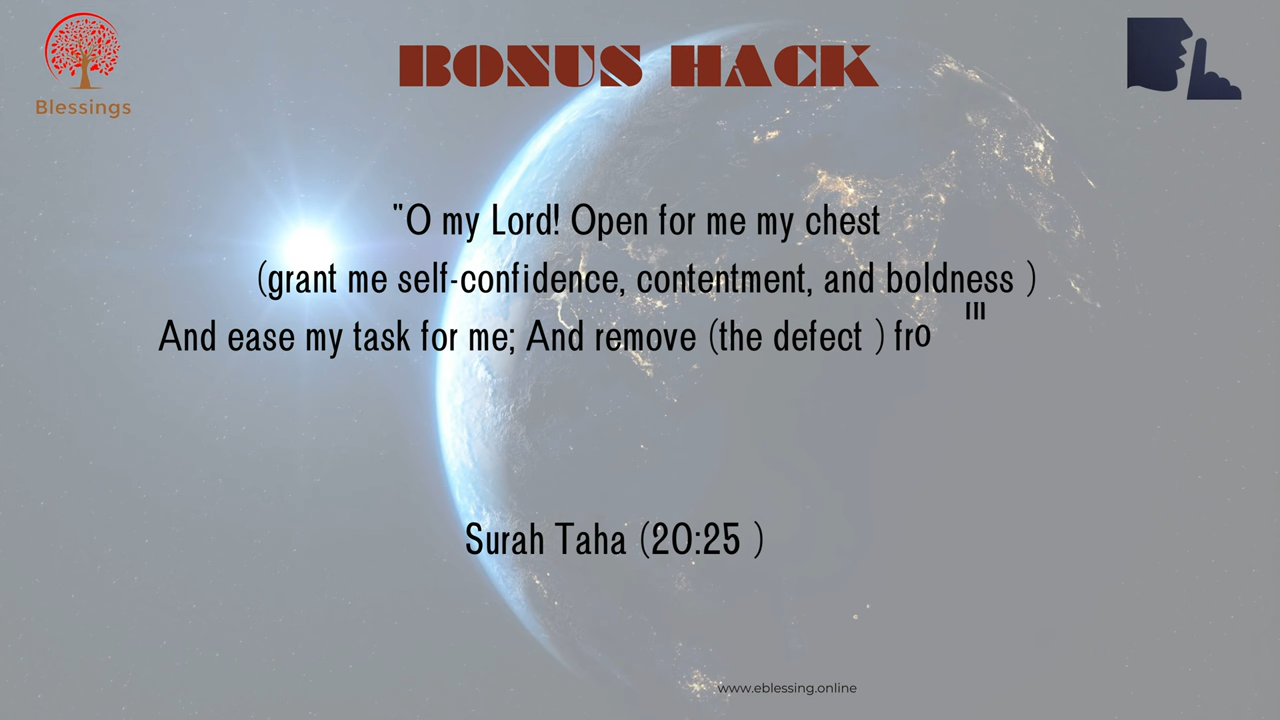 Blessings
BONUS HACK
"O my Lord! Open for me my chest
(grant me self-confidence, contentment, and boldness )
And ease my task for me; And remove (the defect ) fro
Surah Taha (20:25 )
www.eblessing.online